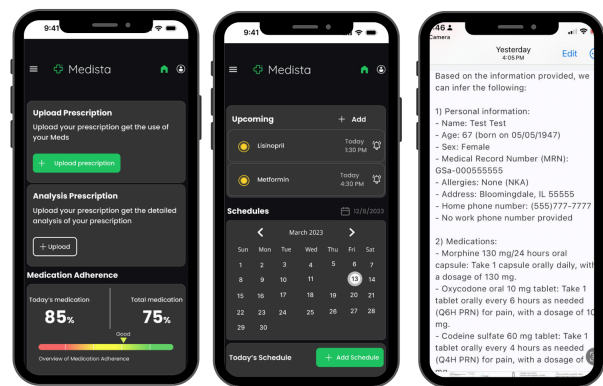 9:41
Medista
Upload Prescription
Upload your prescription get the use of
your Meds
+ Upload prescription
Analysis Prescription
Upload your prescription get the detailed
analysis of your prescription
+ Upload
Medication Adherence
Today's medication
Total medication
85%
75%
Good
Overview of Medication Adherence
9:41
Medista
Upcoming
+ Add
Lisinopril
Today
1:30 PM
Metformin
Today
4:30 PM
Schedules
12/8/2023
March 2023
Sun Mon Tue Wed Thu Fri Sat
1 2 3 4 5 6 7
8 9 10 11 13 14
15 16 17 18 19 20 21
22 23 24 25 26 27 28
29 30
Today's Schedule
+ Add Schedule
:46
Camera
Yesterday
4:05 PM
Edit
Based on the information provided, we
can infer the following:
1) Personal information:
- Name: Test Test
- Age: 67 (born on 05/05/1947)
- Sex: Female
- Medical Record Number (MRN):
GSa-000555555
- Allergies: None (NKA)
- Address: Bloomingdale, IL 55555
- Home phone number: (555)777-7777
- No work phone number provided
2) Medications:
- Morphine 130 mg/24 hours oral
capsule: Take 1 capsule orally daily, with
a dosage of 130 mg.
- Oxycodone oral 10 mg tablet: Take 1
tablet orally every 6 hours as needed
(Q6H PRN) for pain, with a dosage of 10
mg.
- Codeine sulfate 60 mg tablet: Take 1
tablet orally every 4 hours as needed
(Q4H PRN) for pain, with a dosage of